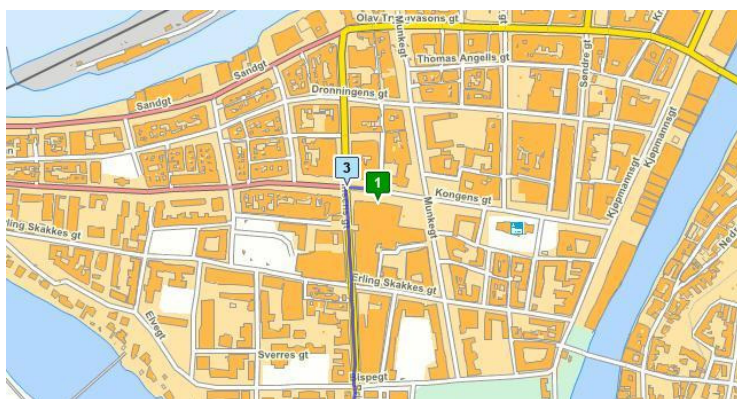 Olav Tryggvasons gt
Munkegt
Sandgt
Thomas Angells gt
Søndre gt
Dronningens gt
Sandgt
Kjøpmannsgt
Kjøpmannsgt
3
1
Kongens gt
Munkegt
Erling Skakkes gt
Erling Skakkes gt
Elvegt
Sverres gt
Bispegt